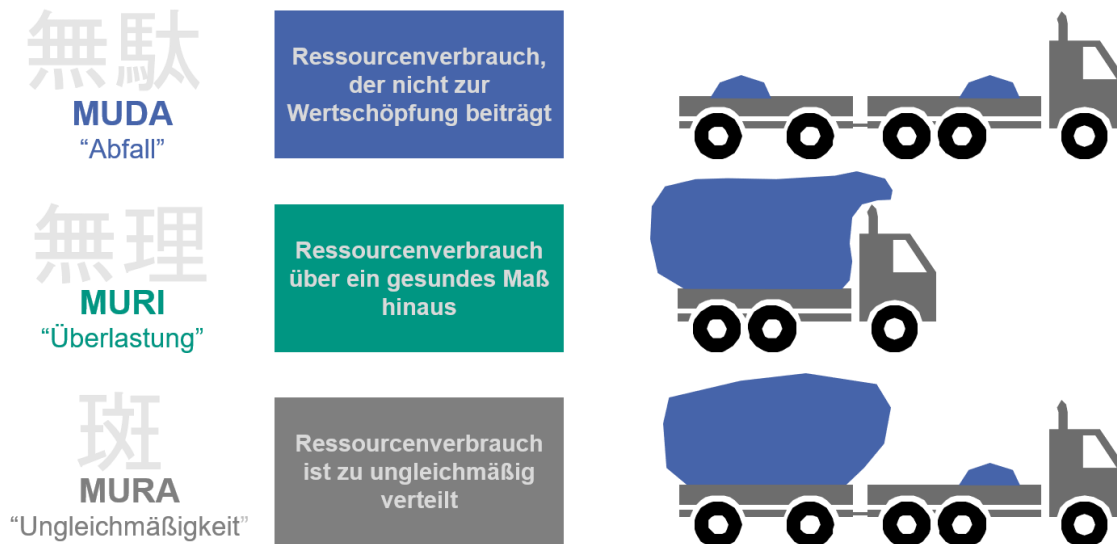 無駄
MUDA
“Abfall”
Ressourcenverbrauch,
der nicht zur
Wertschöpfung beiträgt
無理
MURI
“Überlastung”
Ressourcenverbrauch
über ein gesundes Maß
hinaus
斑
MURA
“Ungleichmäßigkeit”
Ressourcenverbrauch
ist zu ungleichmäßig
verteilt